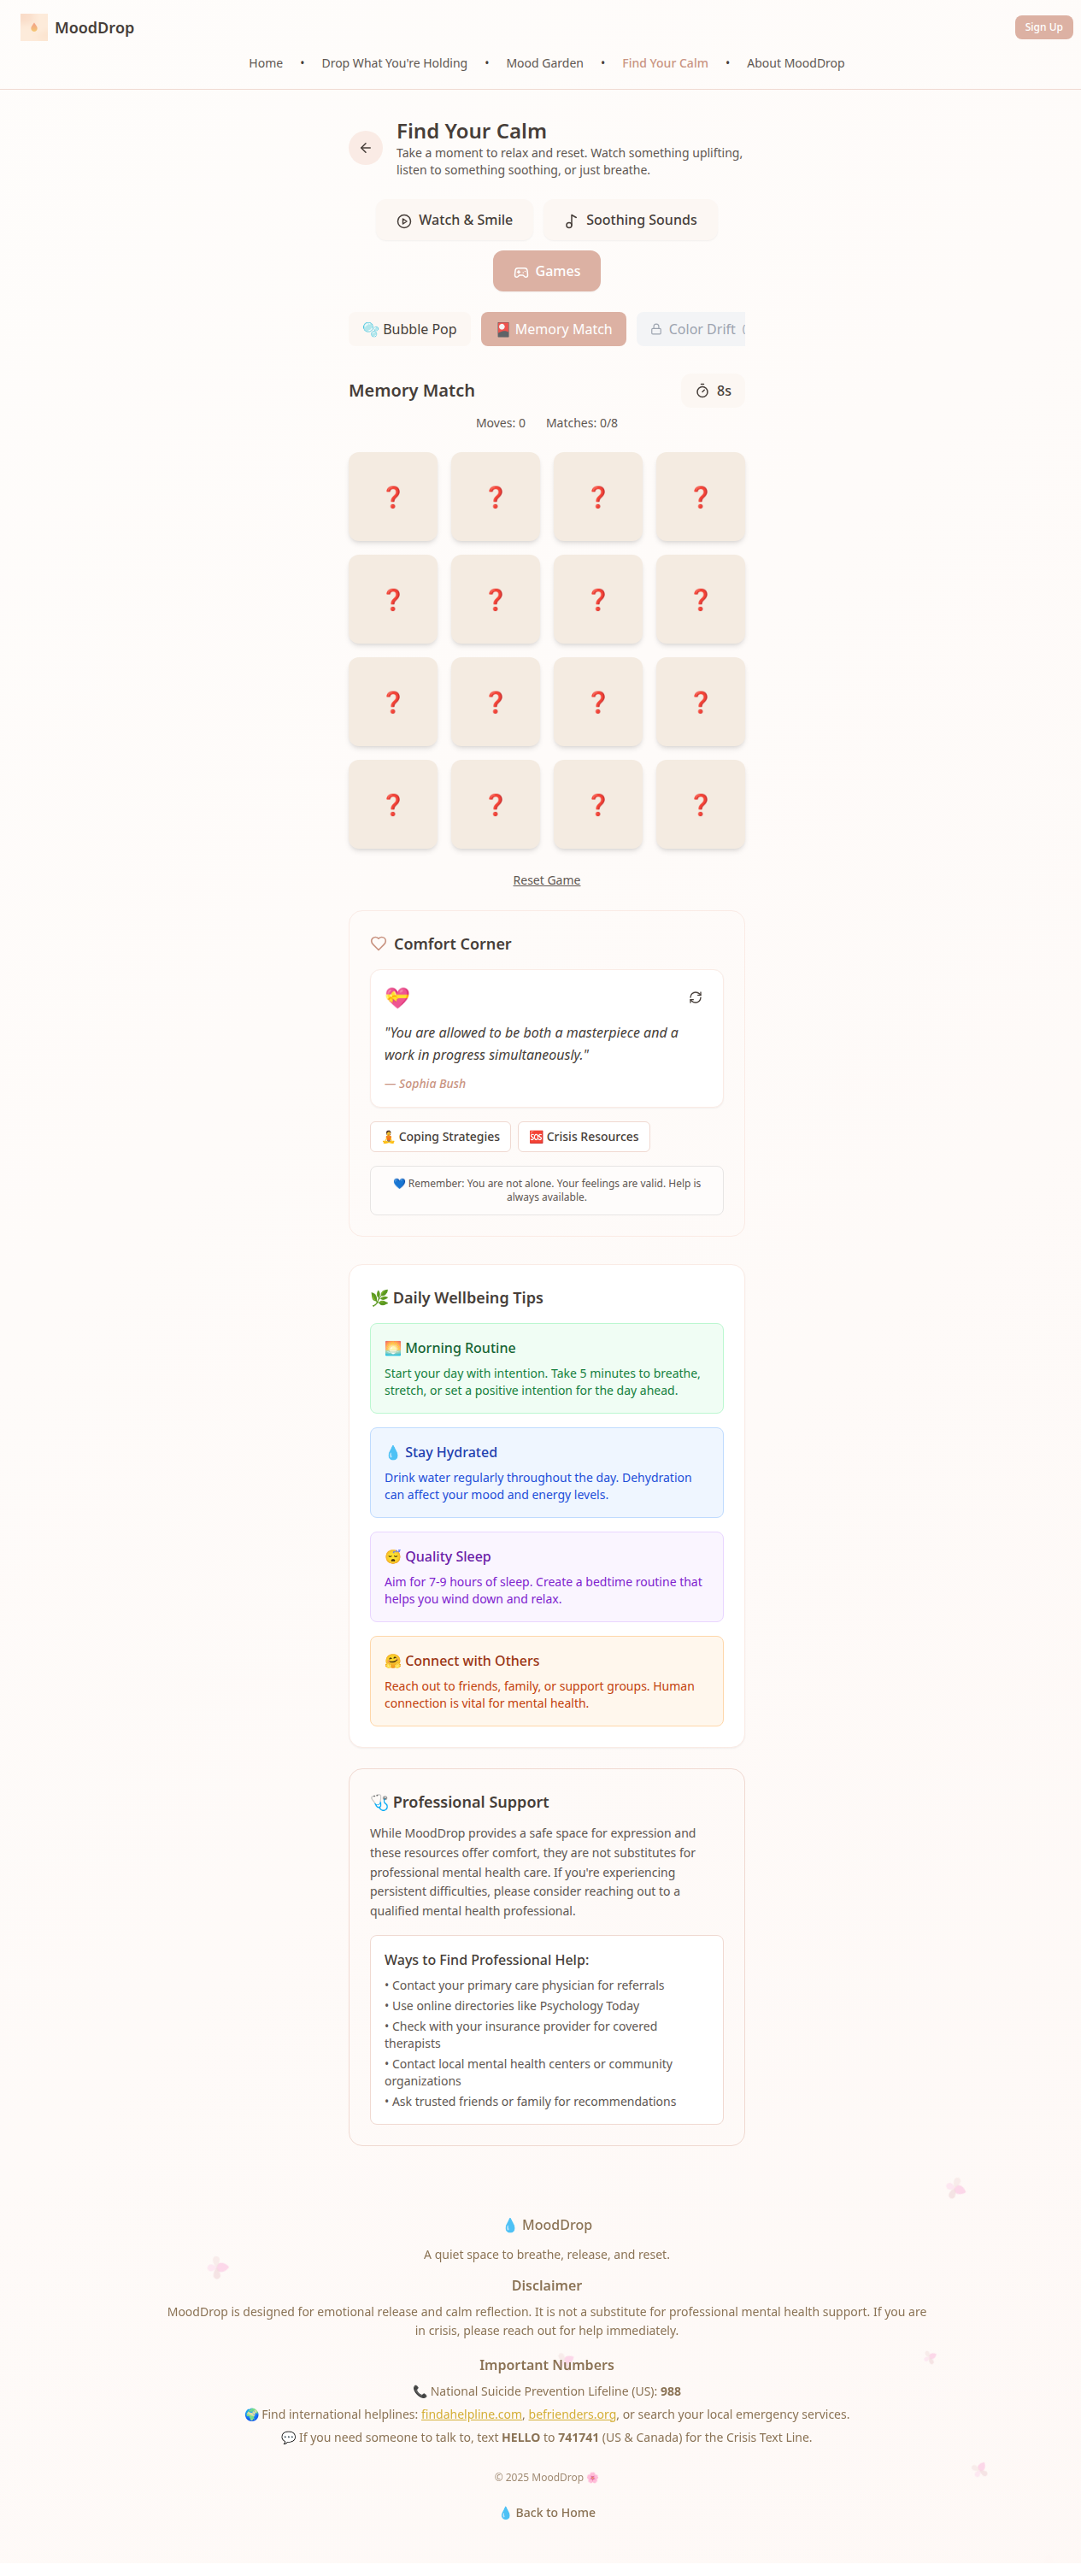 MoodDrop
Sign Up
Home • Drop What You're Holding • Mood Garden • Find Your Calm • About MoodDrop
Find Your Calm
Take a moment to relax and reset. Watch something uplifting,
listen to something soothing, or just breathe.
Watch & Smile
Soothing Sounds
Games
🫧 Bubble Pop
🎴 Memory Match
Color Drift
Memory Match
8s
Moves: 0 Matches: 0/8
❓ ❓ ❓ ❓
❓ ❓ ❓ ❓
❓ ❓ ❓ ❓
❓ ❓ ❓ ❓
Reset Game
Comfort Corner
💝
"You are allowed to be both a masterpiece and a
work in progress simultaneously."
— Sophia Bush
🧘 Coping Strategies
🆘 Crisis Resources
💙 Remember: You are not alone. Your feelings are valid. Help is
always available.
🌿 Daily Wellbeing Tips
🌅 Morning Routine
Start your day with intention. Take 5 minutes to breathe,
stretch, or set a positive intention for the day ahead.
💧 Stay Hydrated
Drink water regularly throughout the day. Dehydration
can affect your mood and energy levels.
😴 Quality Sleep
Aim for 7-9 hours of sleep. Create a bedtime routine that
helps you wind down and relax.
🤗 Connect with Others
Reach out to friends, family, or support groups. Human
connection is vital for mental health.
🩺 Professional Support
While MoodDrop provides a safe space for expression and
these resources offer comfort, they are not substitutes for
professional mental health care. If you're experiencing
persistent difficulties, please consider reaching out to a
qualified mental health professional.
Ways to Find Professional Help:
• Contact your primary care physician for referrals
• Use online directories like Psychology Today
• Check with your insurance provider for covered
therapists
• Contact local mental health centers or community
organizations
• Ask trusted friends or family for recommendations
💧 MoodDrop
A quiet space to breathe, release, and reset.
Disclaimer
MoodDrop is designed for emotional release and calm reflection. It is not a substitute for professional mental health support. If you are
in crisis, please reach out for help immediately.
Important Numbers
📞 National Suicide Prevention Lifeline (US): 988
🌍 Find international helplines: findahelpline.com, befrienders.org, or search your local emergency services.
💬 If you need someone to talk to, text HELLO to 741741 (US & Canada) for the Crisis Text Line.
© 2025 MoodDrop 🌸
💧 Back to Home